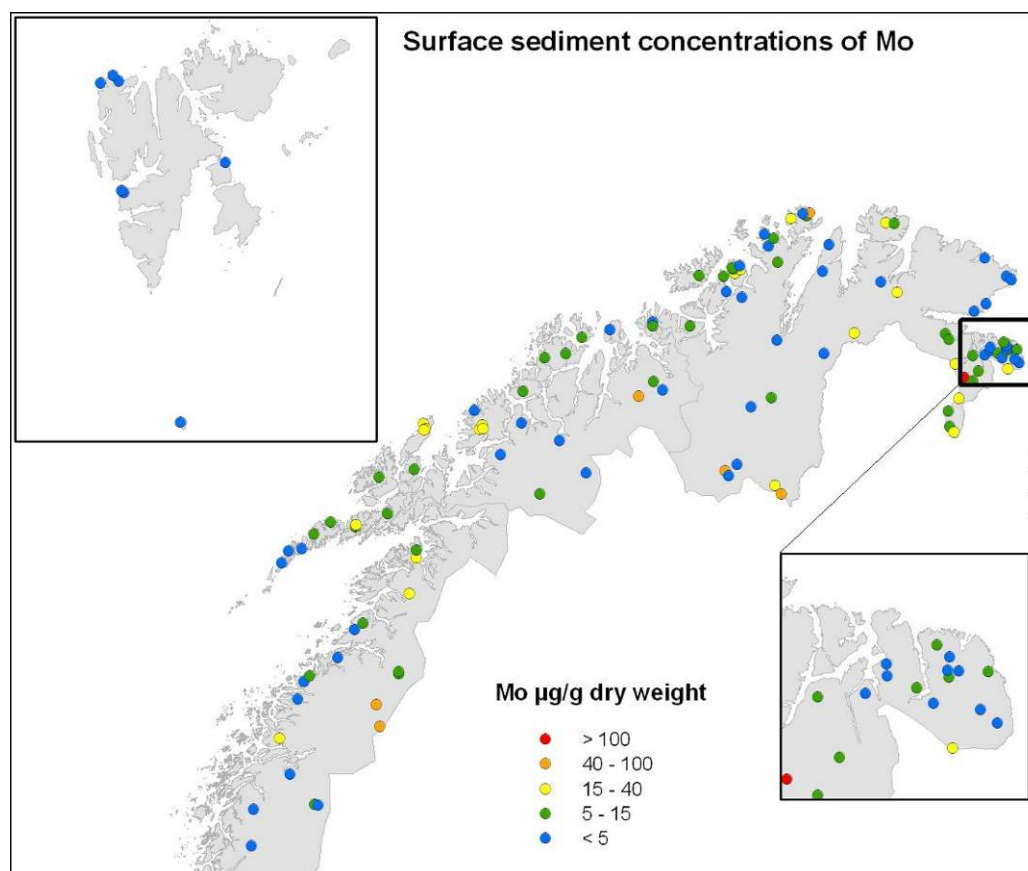 Surface sediment concentrations of Mo
Mo µg/g dry weight
> 100
40 - 100
15 - 40
5 - 15
< 5